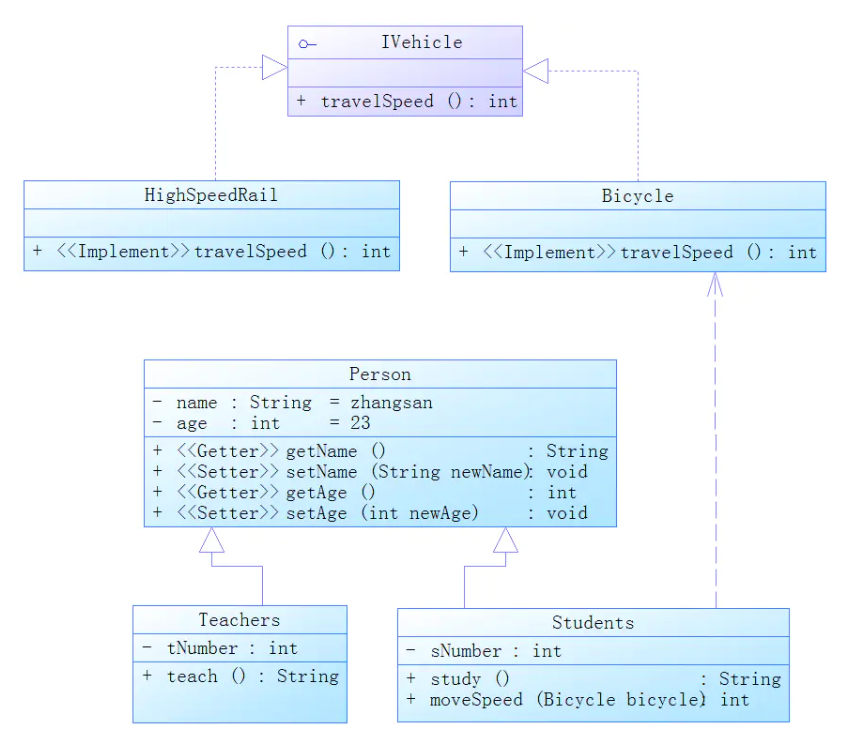 IVehicle
+ travelSpeed () : int
HighSpeedRail
+ <<Implement>> travelSpeed () : int
Bicycle
+ <<Implement>> travelSpeed () : int
Person
- name : String = zhangsan
- age : int = 23
+ <<Getter>> getName () : String
+ <<Setter>> setName (String newName) : void
+ <<Getter>> getAge () : int
+ <<Setter>> setAge (int newAge) : void
Teachers
- tNumber : int
+ teach () : String
Students
- sNumber : int
+ study () : String
+ moveSpeed (Bicycle bicycle) : int